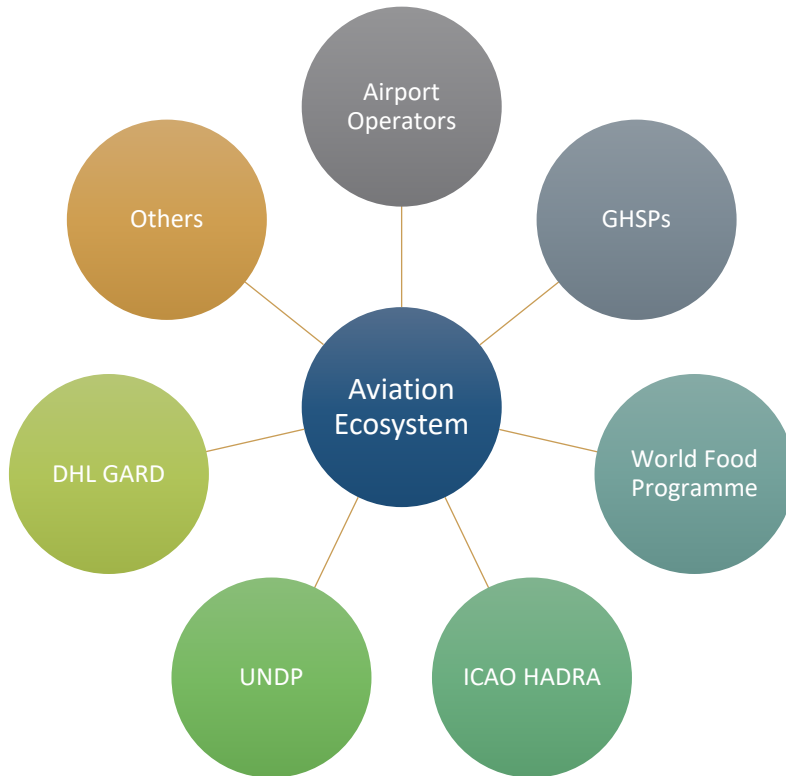 Airport
Operators
Others
GHSPs
Aviation
Ecosystem
DHL GARD
World Food
Programme
UNDP
ICAO HADRA